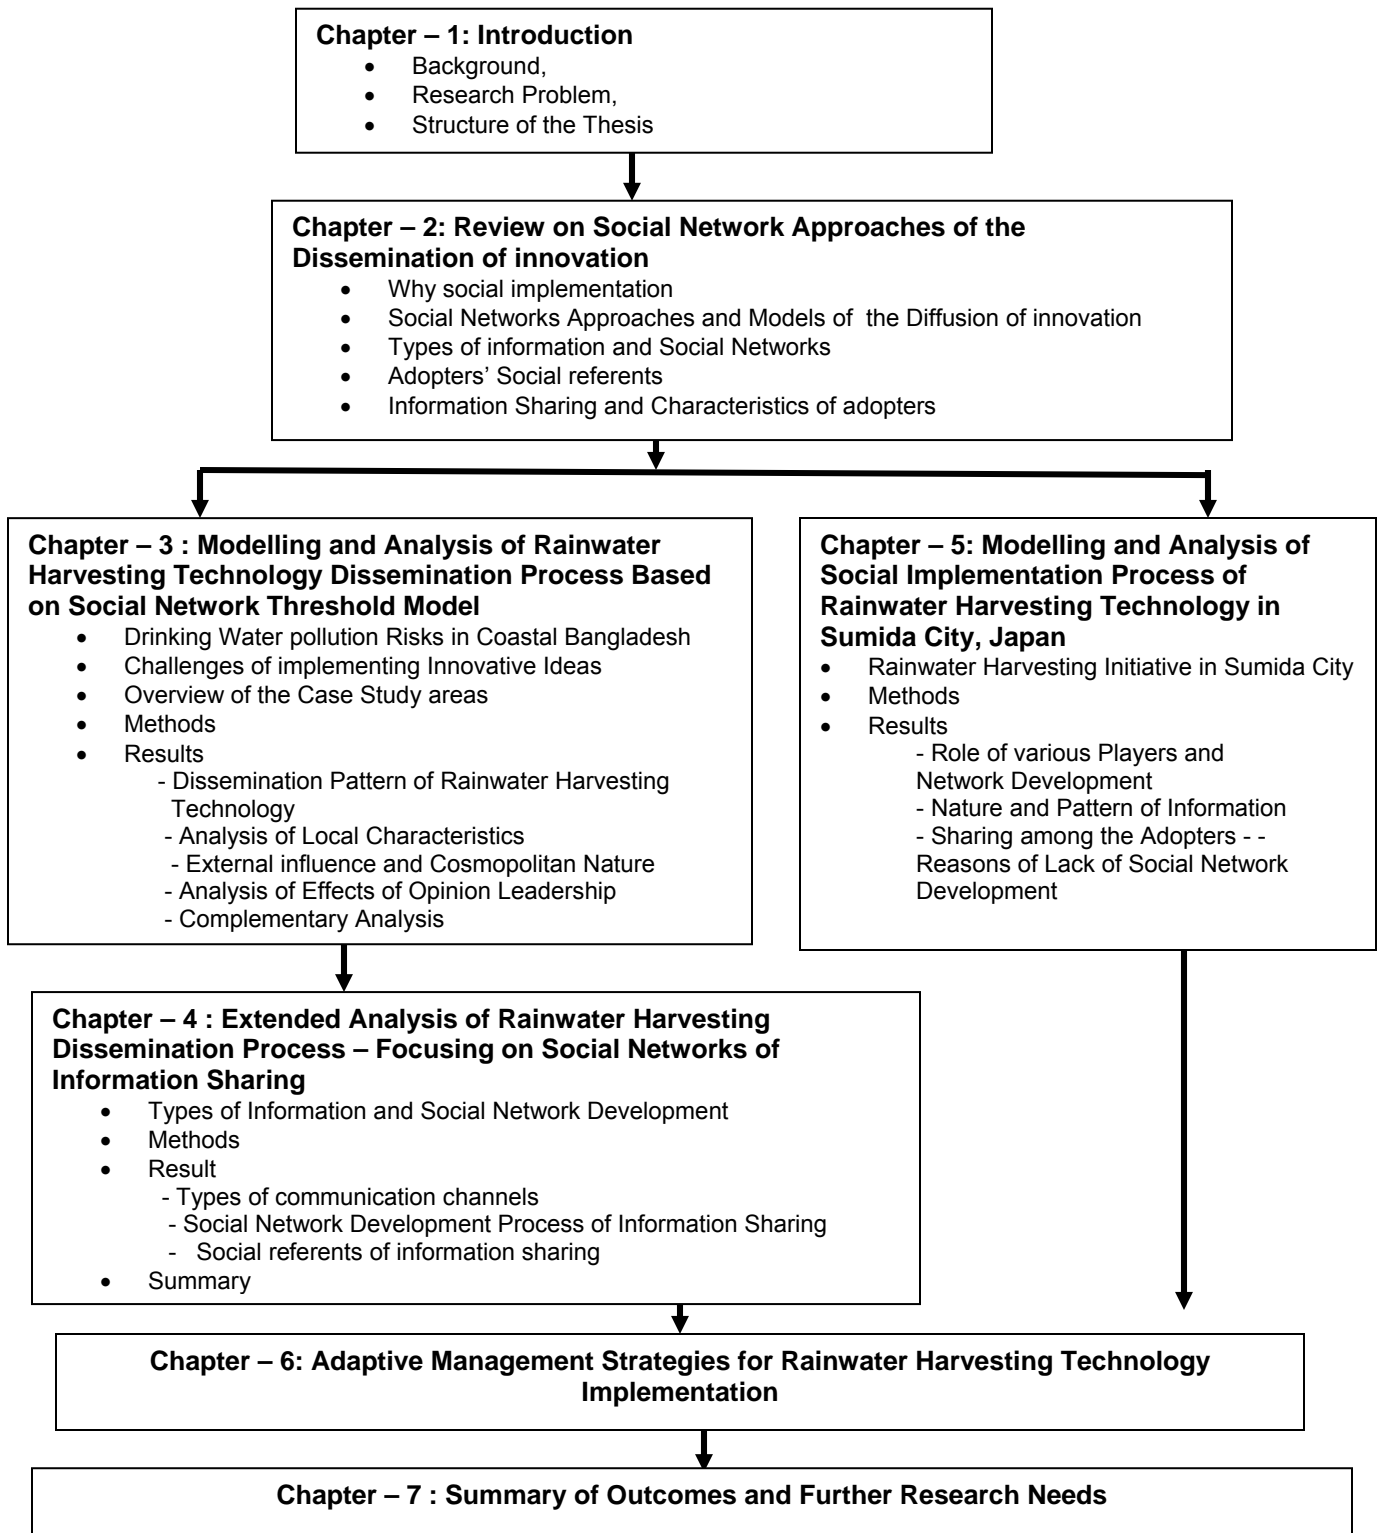 Chapter – 1: Introduction
• Background,
• Research Problem,
• Structure of the Thesis
Chapter – 2: Review on Social Network Approaches of the
Dissemination of innovation
• Why social implementation
• Social Networks Approaches and Models of the Diffusion of innovation
• Types of information and Social Networks
• Adopters’ Social referents
• Information Sharing and Characteristics of adopters
Chapter – 3 : Modelling and Analysis of Rainwater
Harvesting Technology Dissemination Process Based
on Social Network Threshold Model
• Drinking Water pollution Risks in Coastal Bangladesh
• Challenges of implementing Innovative Ideas
• Overview of the Case Study areas
• Methods
• Results
- Dissemination Pattern of Rainwater Harvesting
Technology
- Analysis of Local Characteristics
- External influence and Cosmopolitan Nature
- Analysis of Effects of Opinion Leadership
- Complementary Analysis
Chapter – 5: Modelling and Analysis of
Social Implementation Process of
Rainwater Harvesting Technology in
Sumida City, Japan
• Rainwater Harvesting Initiative in Sumida City
• Methods
• Results
- Role of various Players and
Network Development
- Nature and Pattern of Information
- Sharing among the Adopters - -
Reasons of Lack of Social Network
Development
Chapter – 4 : Extended Analysis of Rainwater Harvesting
Dissemination Process – Focusing on Social Networks of
Information Sharing
• Types of Information and Social Network Development
• Methods
• Result
- Types of communication channels
- Social Network Development Process of Information Sharing
- Social referents of information sharing
• Summary
Chapter – 6: Adaptive Management Strategies for Rainwater Harvesting Technology
Implementation
Chapter – 7 : Summary of Outcomes and Further Research Needs